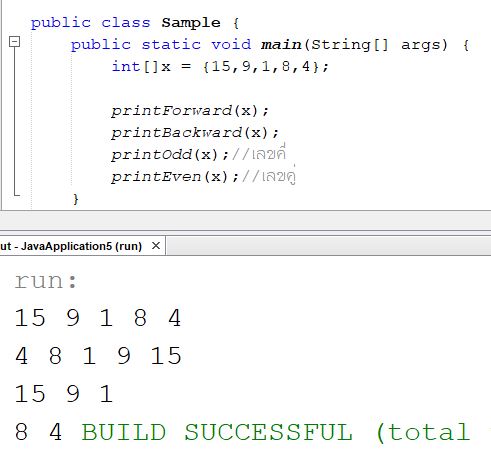 public class Sample {
public static void main(String[] args) {
int[]x = {15,9,1,8,4};
printForward(x);
printBackward(x);
printOdd(x);//เลขคี่
printEven(x);//เลขคู่
}
ut - JavaApplication5 (run) ×
run:
15 9 1 8 4
4 8 1 9 15
15 9 1
8 4 BUILD SUCCESSFUL (total